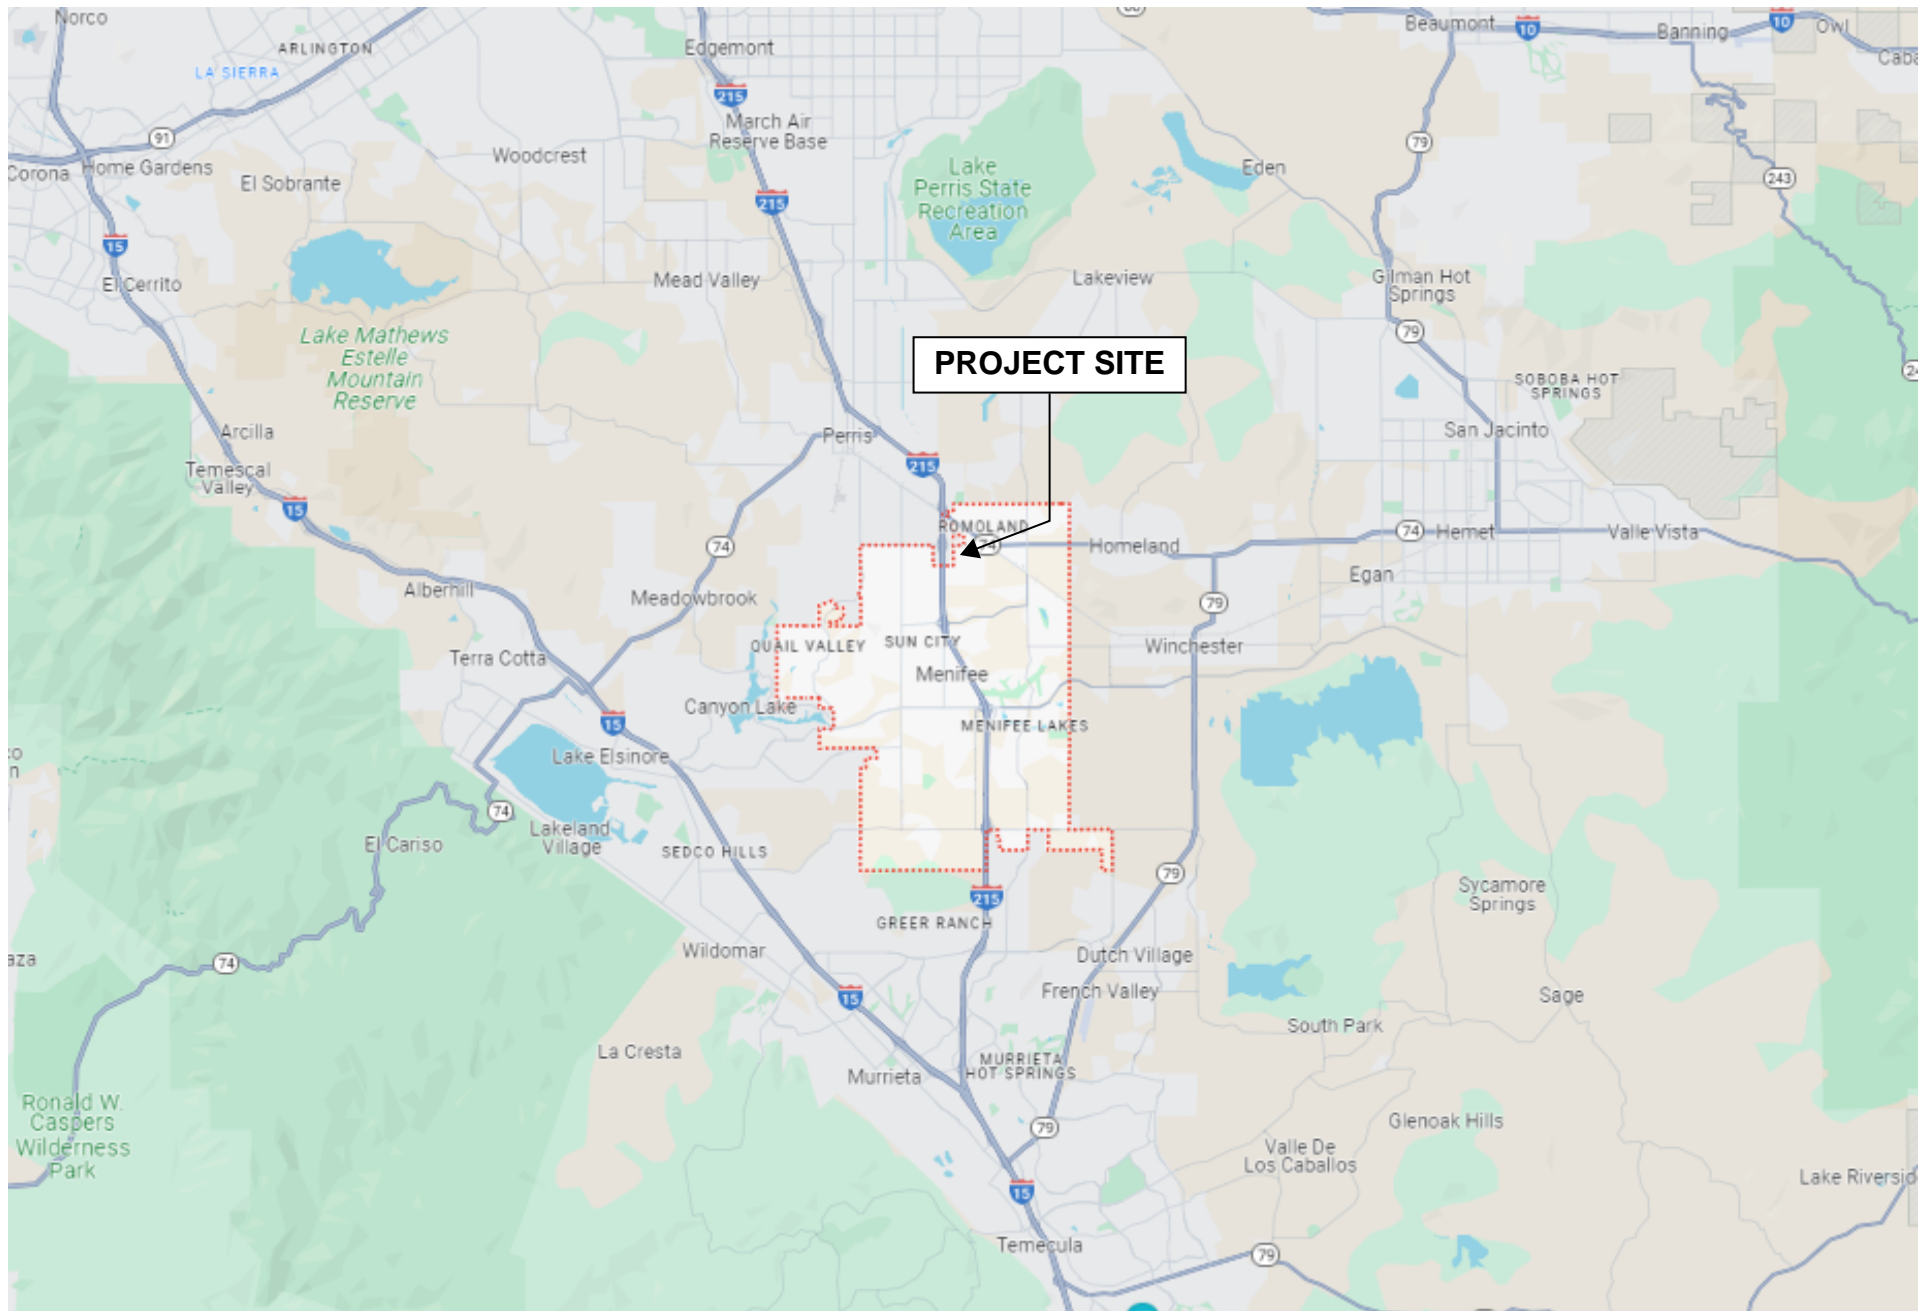 Norco
ARLINGTON
LA SIERRA
Edgemont
Beaumont
10
Banning
10
Owl
215
91
March Air
Reserve Base
Woodcrest
Corona
Home Gardens
El Sobrante
Lake
Perris State
Recreation
Area
Eden
79
243
215
15
El Cerrito
Mead Valley
Lakeview
Gilman Hot
Springs
79
Lake Mathews
Estelle
Mountain
Reserve
PROJECT SITE
SOBOBA HOT
SPRINGS
Arcilla
Perris
San Jacinto
Temescal
Valley
215
15
ROMOLAND
74
74
Homeland
74
Hemet
Valle Vista
Egan
Alberhill
Meadowbrook
79
QUAIL VALLEY
SUN CITY
Winchester
Terra Cotta
Menifee
Canyon Lake
15
MENIFEE LAKES
Lake Elsinore
74
Lakeland
Village
El Cariso
SEDCO HILLS
79
215
Sycamore
Springs
GREER RANCH
Wildomar
Dutch Village
74
15
French Valley
Sage
South Park
La Cresta
Murrieta
MURRIETA
HOT SPRINGS
Ronald W.
Caspers
Wilderness
Park
79
Glenoak Hills
Valle De
Los Caballos
15
Temecula
79